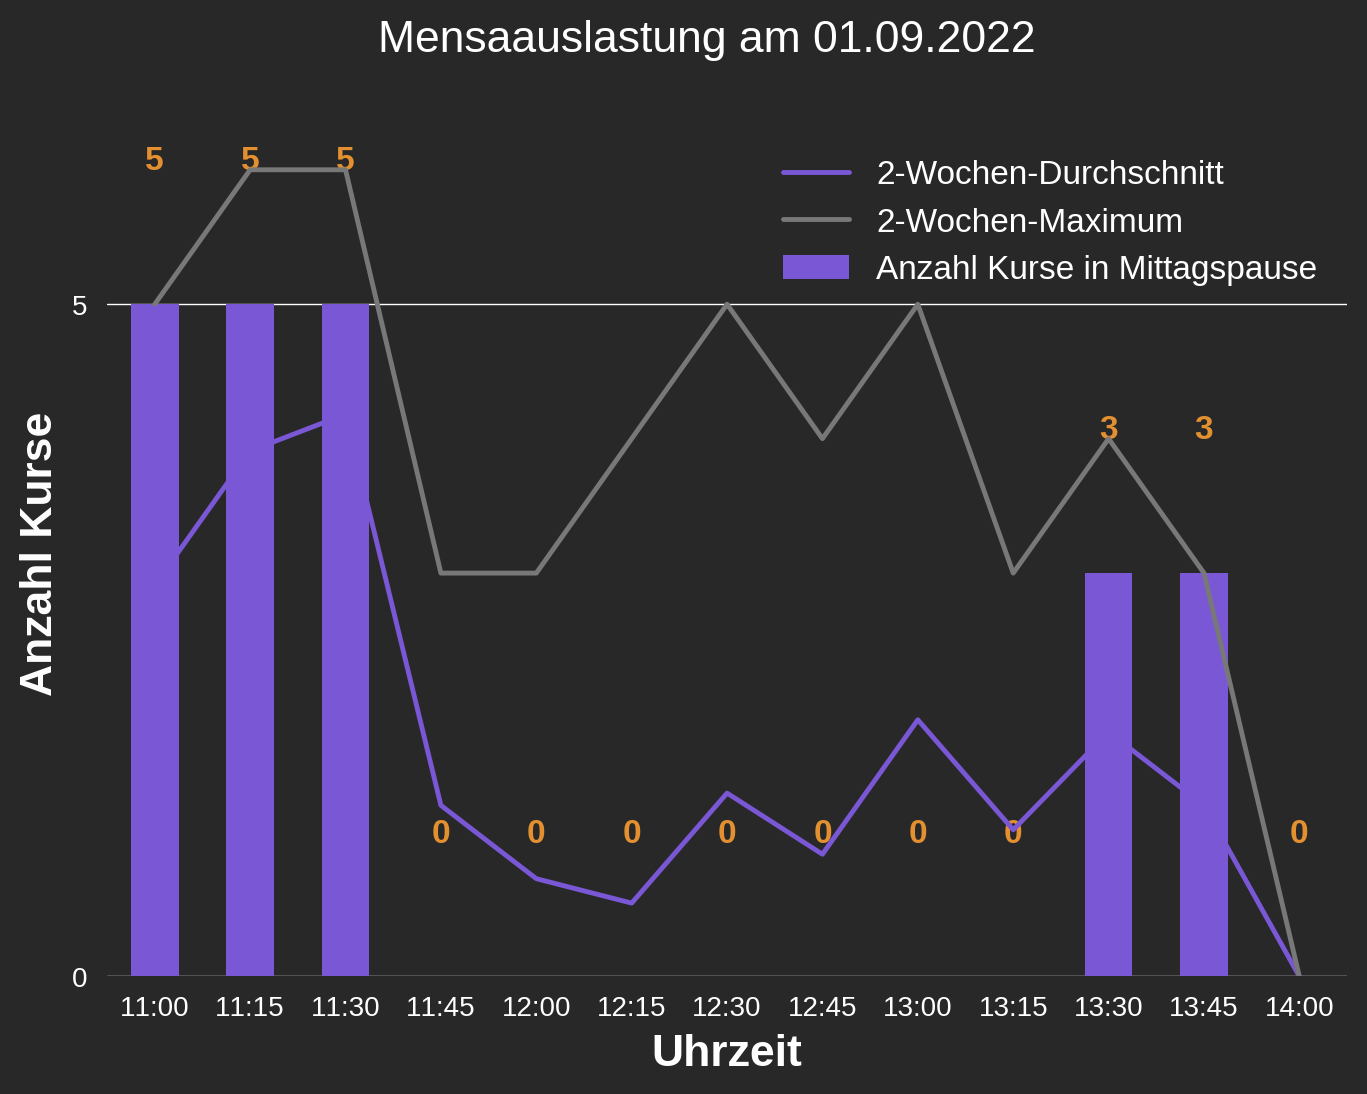 Mensaauslastung am 01.09.2022
5 5 5
2-Wochen-Durchschnitt
2-Wochen-Maximum
Anzahl Kurse in Mittagspause
5
3 3
Anzahl Kurse
0 0 0 0 0 0 0 0
0
11:00 11:15 11:30 11:45 12:00 12:15 12:30 12:45 13:00 13:15 13:30 13:45 14:00
Uhrzeit